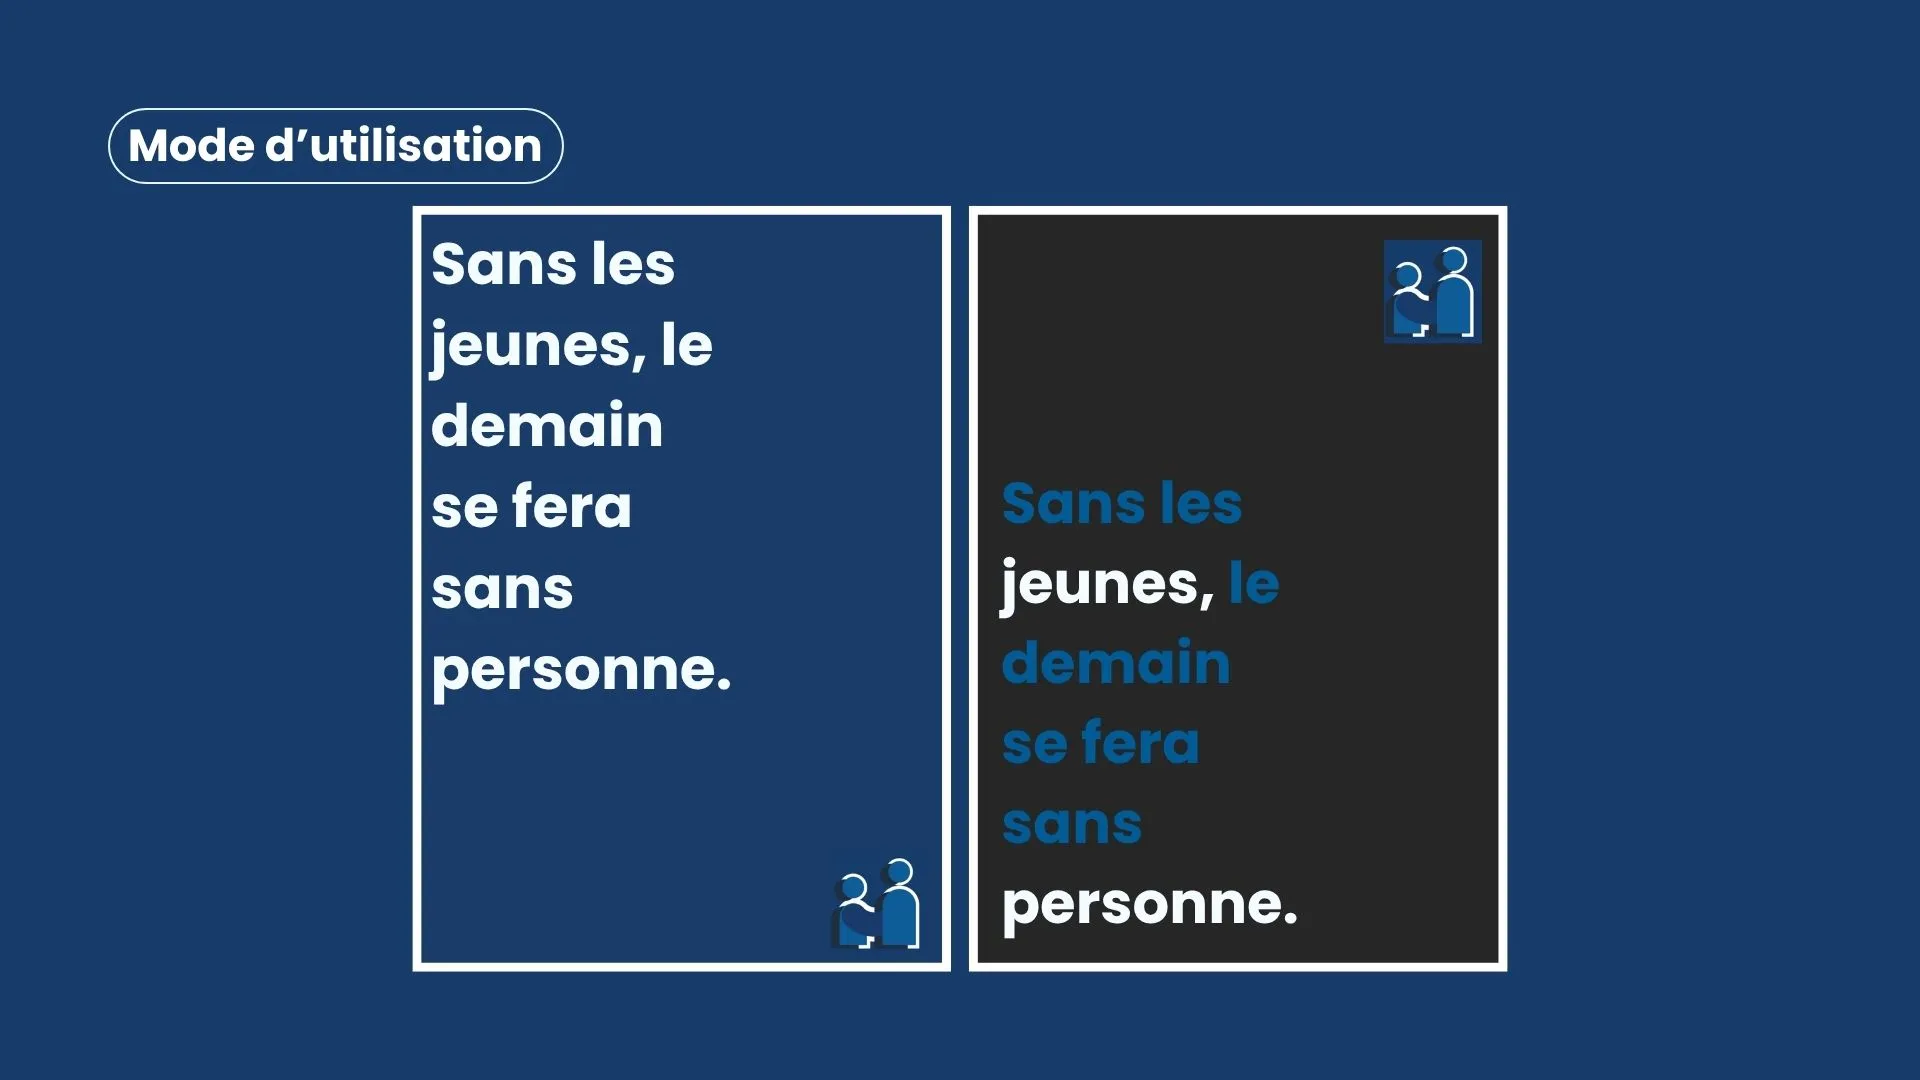 Mode d’utilisation
Sans les
jeunes, le
demain
se fera
sans
personne.
Sans les
jeunes, le
demain
se fera
sans
personne.